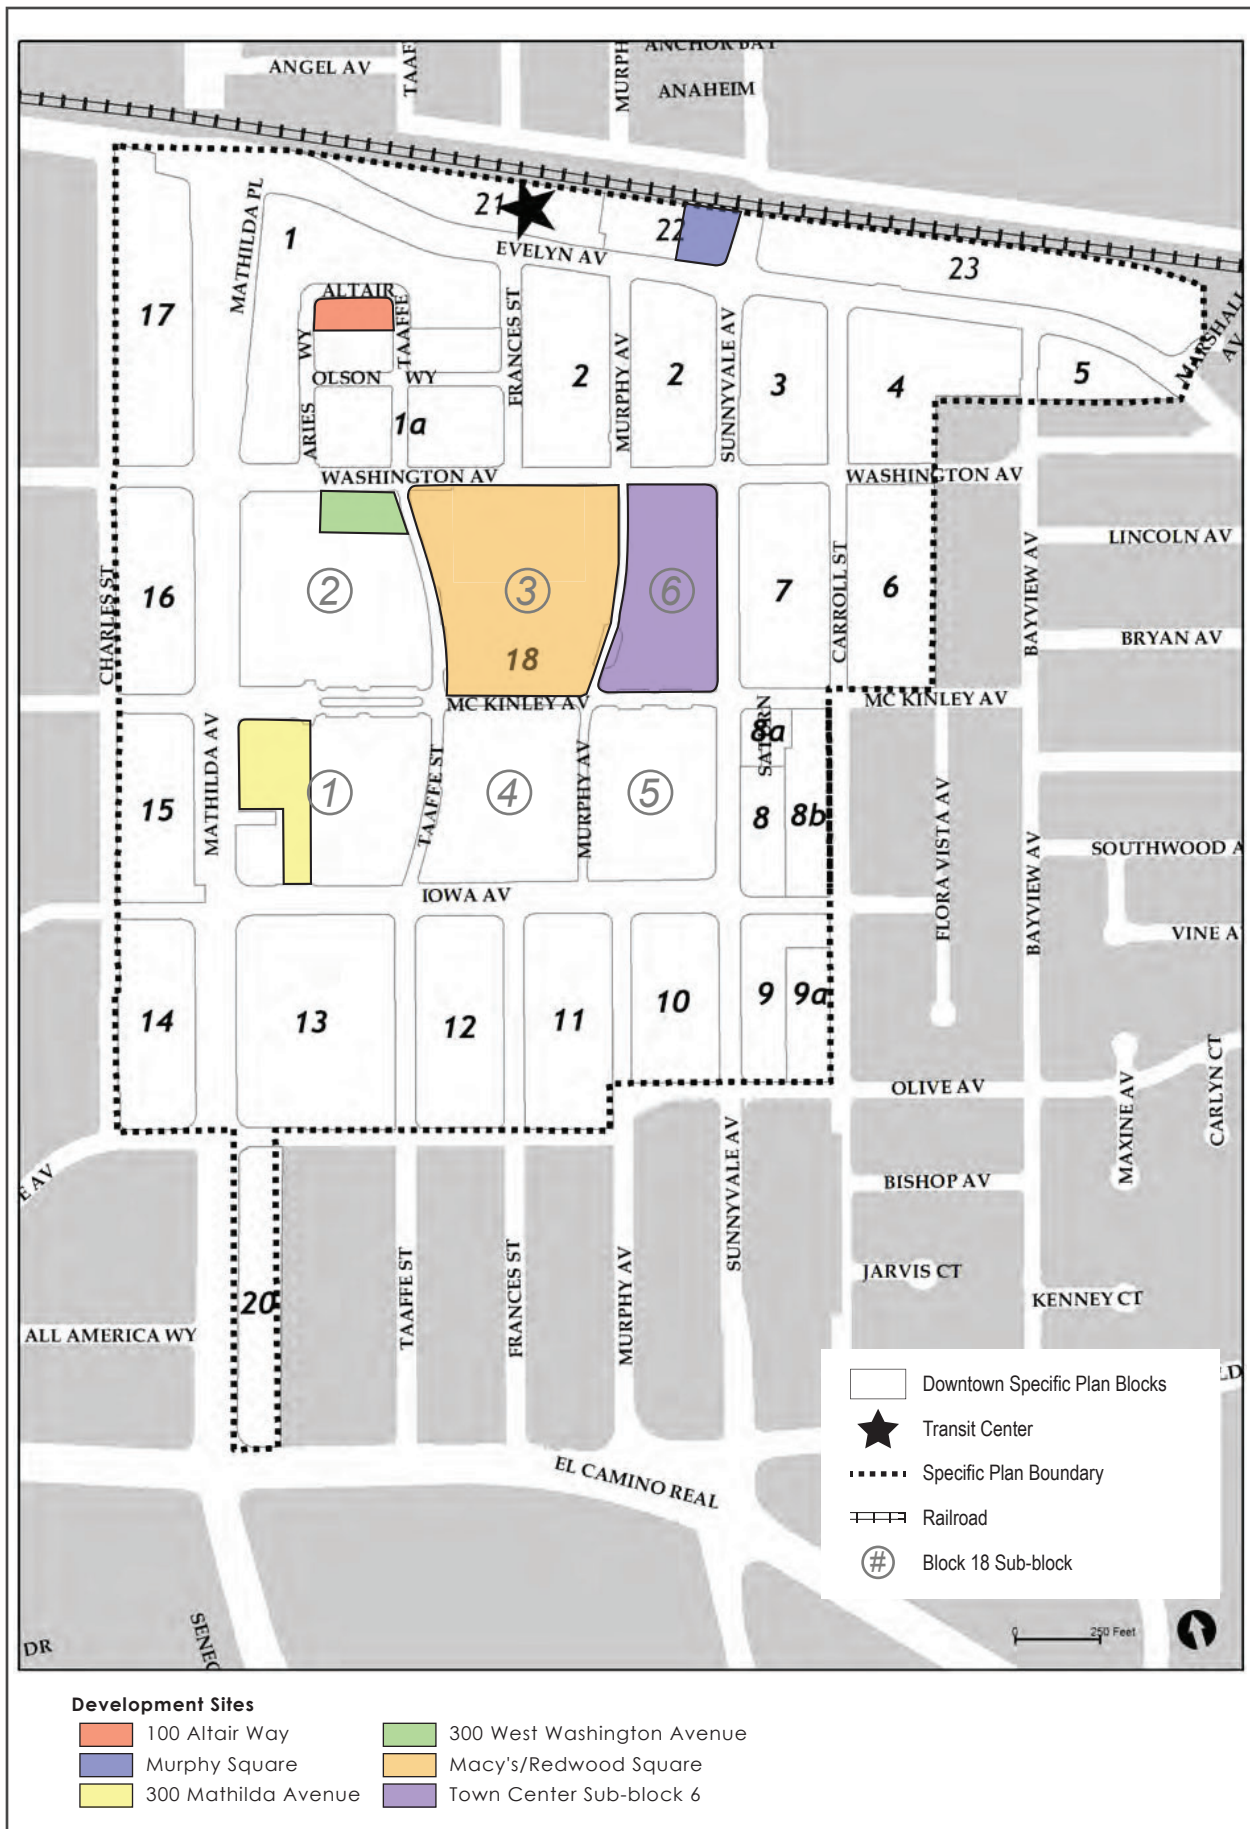 ANCHOR BAY
ANGEL AV
TAAF
MURPH
ANAHEIM
MATHILDA PL
21
22
1
EVELYN AV
23
17
ALTAIR
WY
TAAFFE
FRANCES ST
MURPHY AV
SUNNYVALE AV
MARSHALL
AV
OLSON WY
2
2
3
4
5
ARIES
1a
WASHINGTON AV
WASHINGTON AV
LINCOLN AV
CHARLES ST
16
2
3
6
7
CARROLL ST
6
BAYVIEW AV
BRYAN AV
18
MC KINLEY AV
MC KINLEY AV
SATURN
8a
MATHILDA AV
15
1
TAAFFE ST
4
MURPHY AV
5
8
8b
FLORA VISTA AV
BAYVIEW AV
SOUTHWOOD A
IOWA AV
VINE A
14
13
12
11
10
9
9a
OLIVE AV
MAXINE AV
CARLYN CT
E AV
SUNNYVALE AV
BISHOP AV
TAAFFE ST
FRANCES ST
MURPHY AV
JARVIS CT
20
KENNEY CT
ALL AMERICA WY
LD
EL CAMINO REAL
Downtown Specific Plan Blocks
Transit Center
Specific Plan Boundary
Railroad
# Block 18 Sub-block
SENEC
DR
0 250 Feet
Development Sites
100 Altair Way
300 West Washington Avenue
Murphy Square
Macy's/Redwood Square
300 Mathilda Avenue
Town Center Sub-block 6